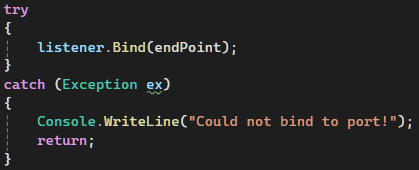 try
{
    listener.Bind(endPoint);
}
catch (Exception ex)
{
    Console.WriteLine("Could not bind to port!");
    return;
}